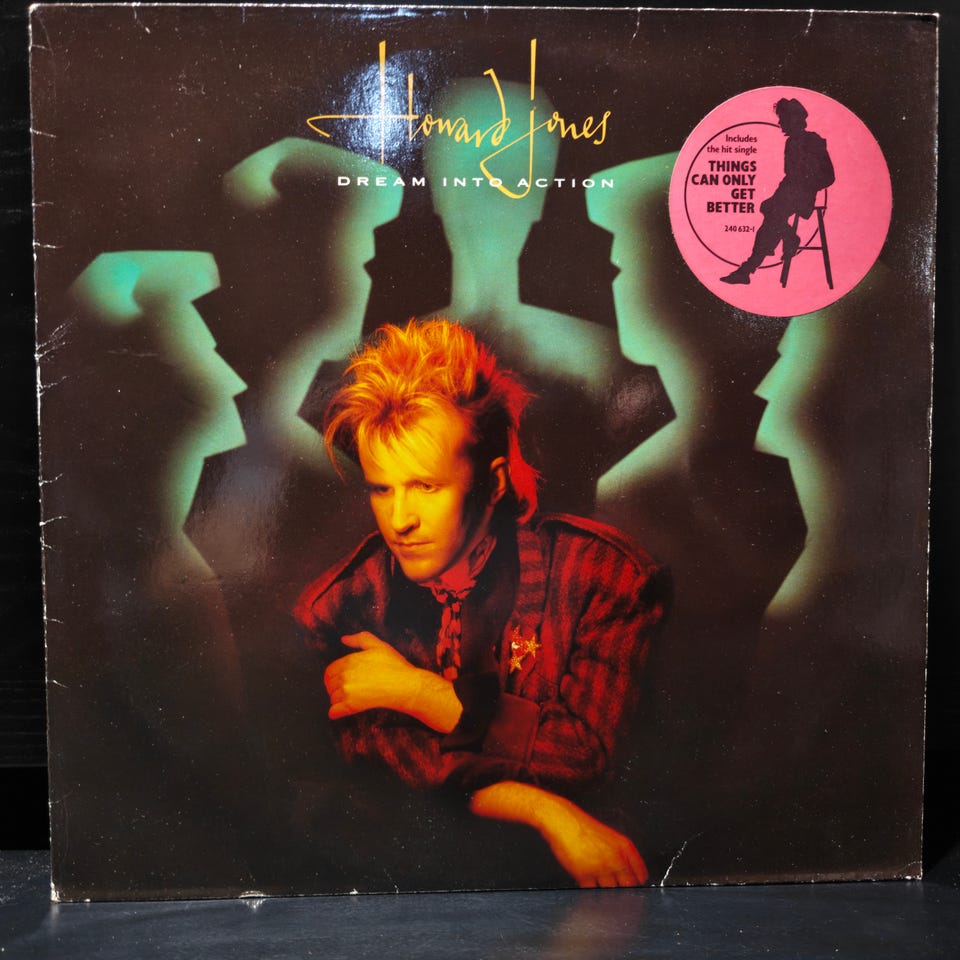 Howard Jones
DREAM INTO ACTION
Includes
the hit single
THINGS
CAN ONLY
GET
BETTER
240 632-1